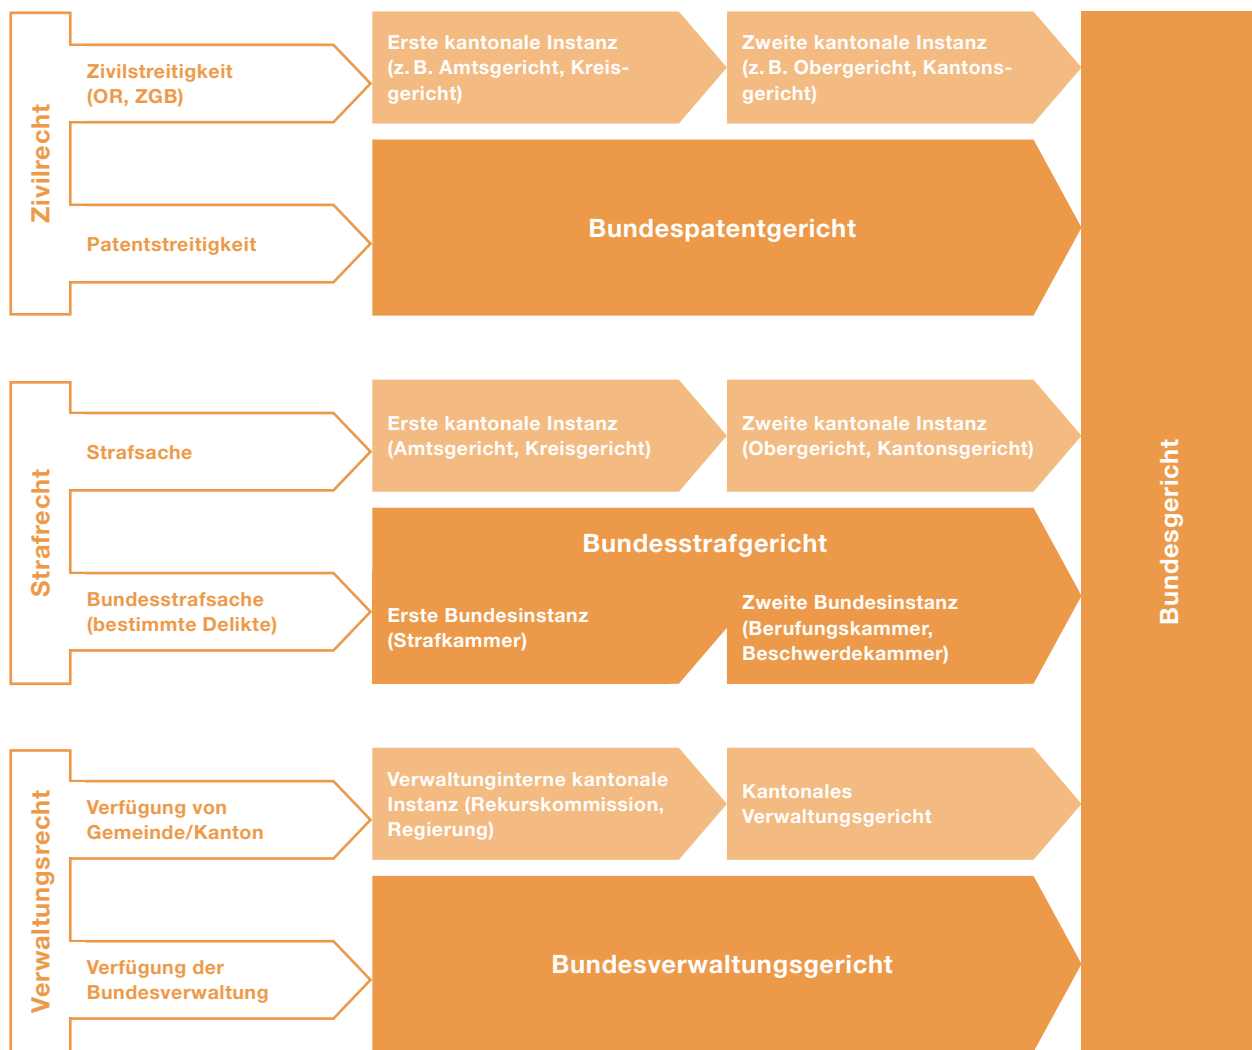 Zivilrecht
Zivilstreitigkeit
(OR, ZGB)
Erste kantonale Instanz
(z. B. Amtsgericht, Kreis-
gericht)
Zweite kantonale Instanz
(z. B. Obergericht, Kantons-
gericht)
Patentstreitigkeit
Bundespatentgericht
Strafrecht
Strafsache
Erste kantonale Instanz
(Amtsgericht, Kreisgericht)
Zweite kantonale Instanz
(Obergericht, Kantonsgericht)
Bundesstrafsache
(bestimmte Delikte)
Bundesstrafgericht
Erste Bundesinstanz
(Strafkammer)
Zweite Bundesinstanz
(Berufungskammer,
Beschwerdekammer)
Verwaltungsrecht
Verfügung von
Gemeinde/Kanton
Verwaltunginterne kantonale
Instanz (Rekurskommission,
Regierung)
Kantonales
Verwaltungsgericht
Verfügung der
Bundesverwaltung
Bundesverwaltungsgericht
Bundesgericht